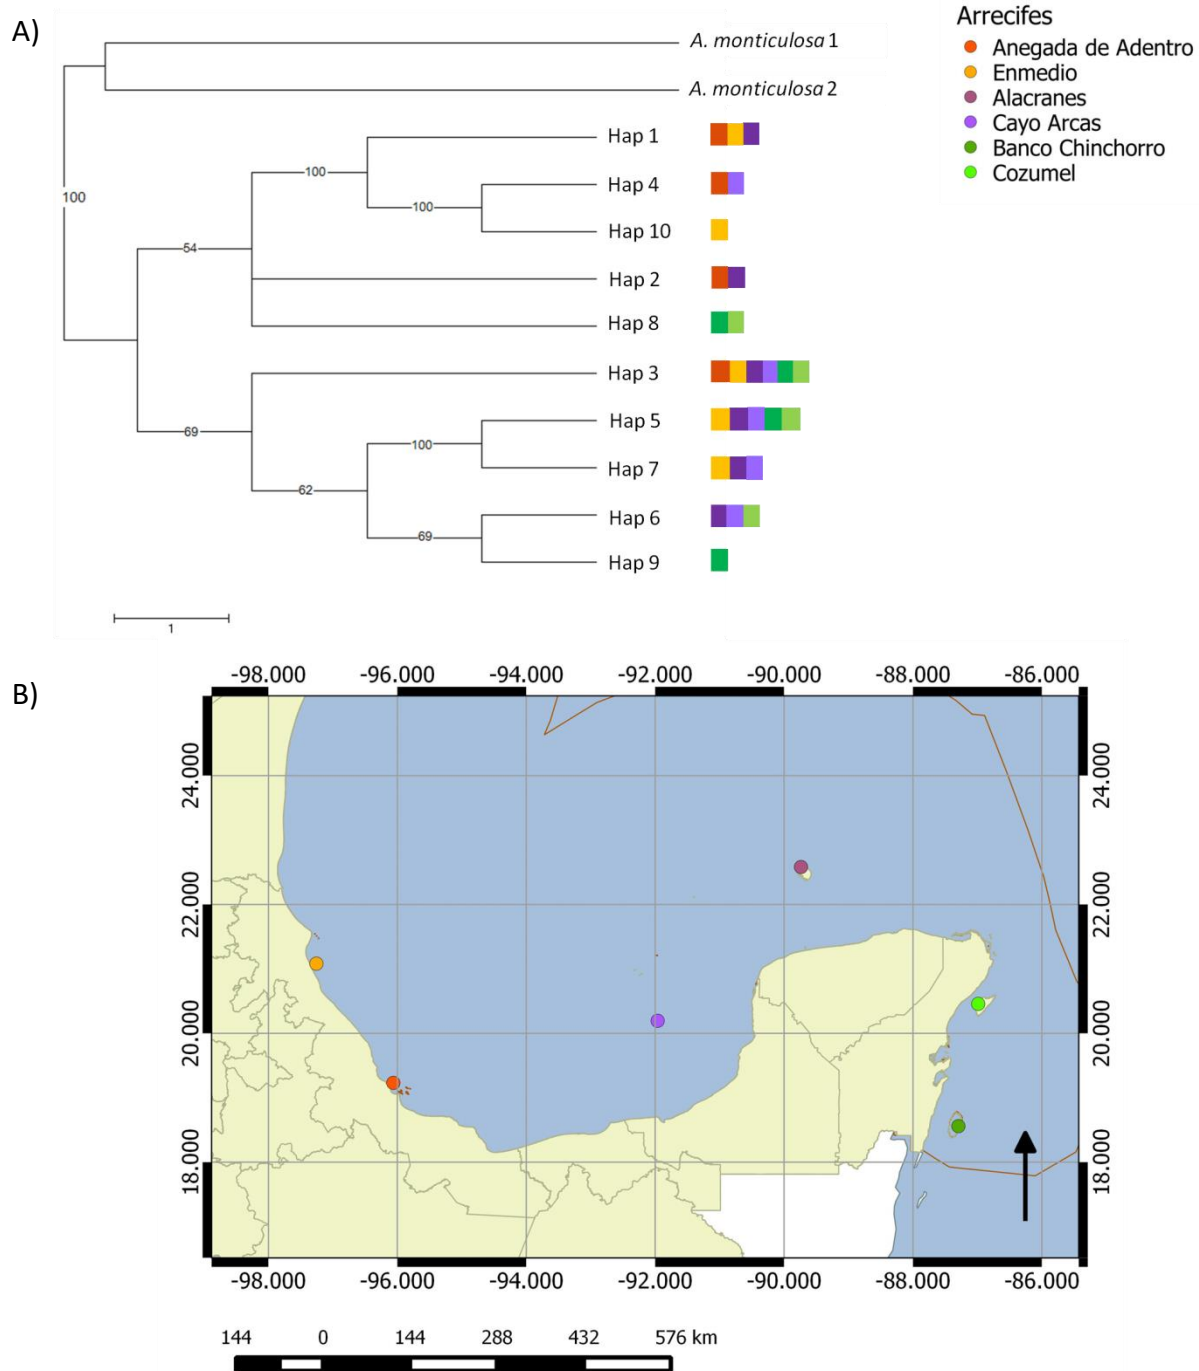 A)
Arrecifes
Anegada de Adentro
Enmedio
Alacranes
Cayo Arcas
Banco Chinchorro
Cozumel
A. monticulosa 1
A. monticulosa 2
Hap 1
100
Hap 4
100
100
Hap 10
54
Hap 2
Hap 8
Hap 3
69
Hap 5
100
Hap 7
62
Hap 6
69
Hap 9
1
B)
-98.000 -96.000 -94.000 -92.000 -90.000 -88.000 -86.000
24.000 24.000
22.000 22.000
20.000 20.000
18.000 18.000
-98.000 -96.000 -94.000 -92.000 -90.000 -88.000 -86.000
144 0 144 288 432 576 km